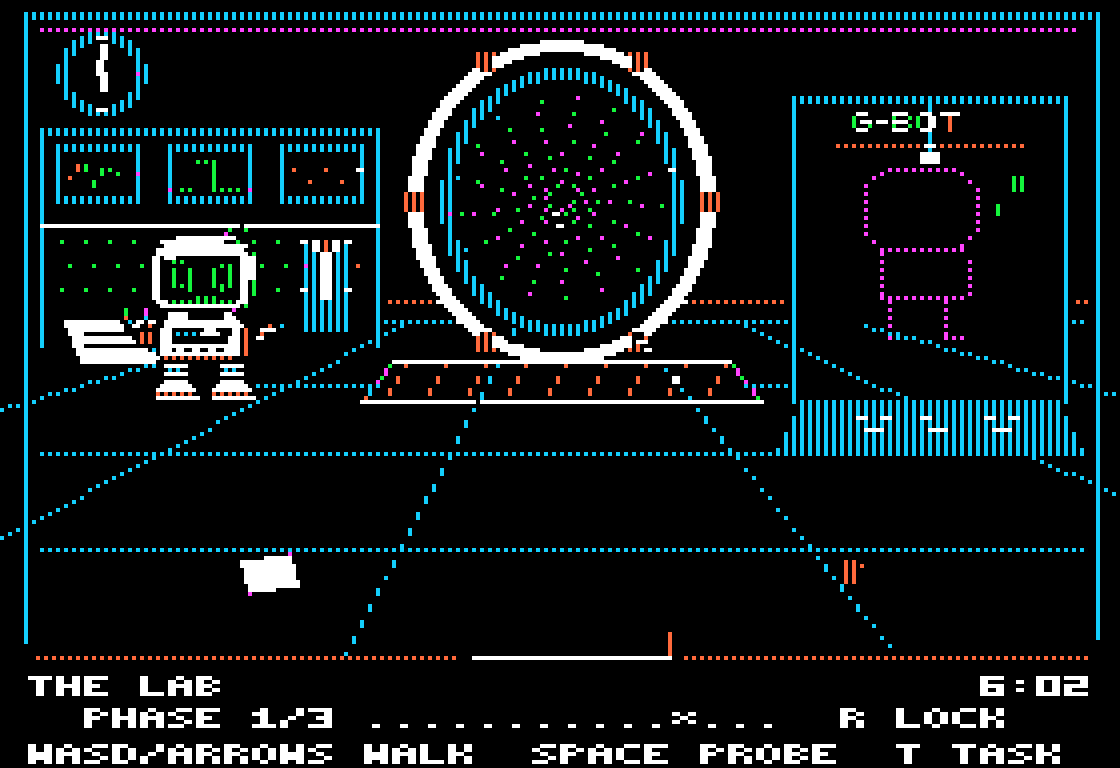 G-BOT
THE LAB 6:02
PHASE 1/3 ............×... R LOCK
WASD/ARROWS WALK SPACE PROBE T TASK